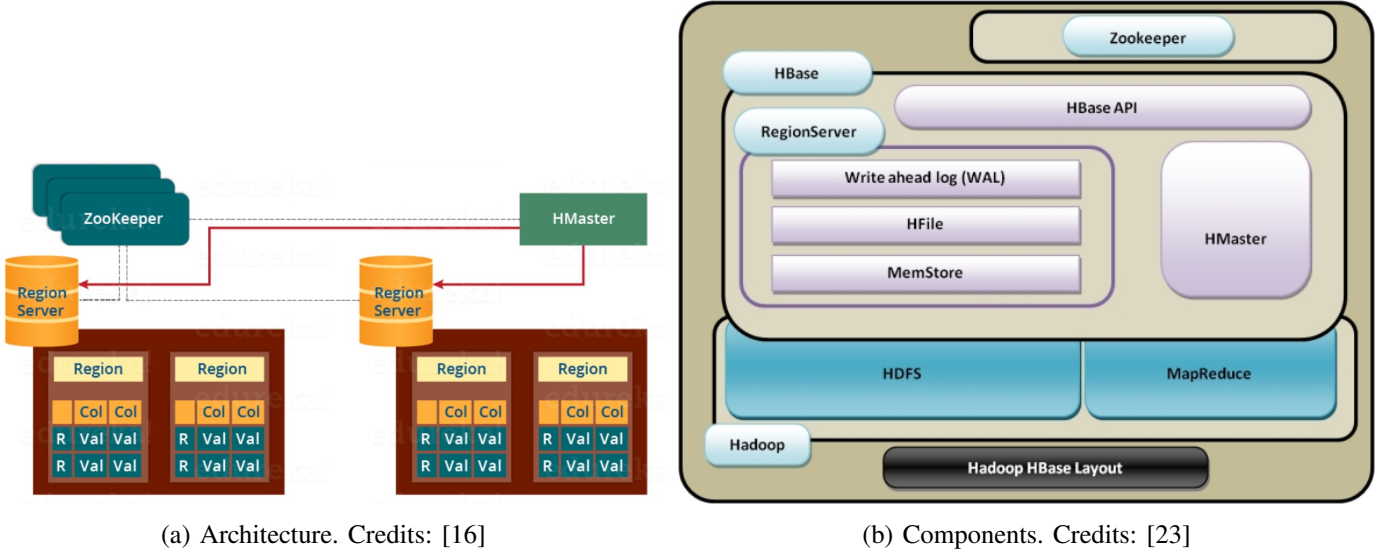 ZooKeeper
HMaster
Region
Server
Region
Server
Region Region
Col Col Col Col
R Val Val R Val Val
R Val Val R Val Val
Region Region
Col Col Col Col
R Val Val R Val Val
R Val Val R Val Val
edureka!
Zookeeper
HBase
HBase API
RegionServer
Write ahead log (WAL)
HFile
MemStore
HMaster
HDFS
MapReduce
Hadoop
Hadoop HBase Layout
(a) Architecture. Credits: [16]
(b) Components. Credits: [23]